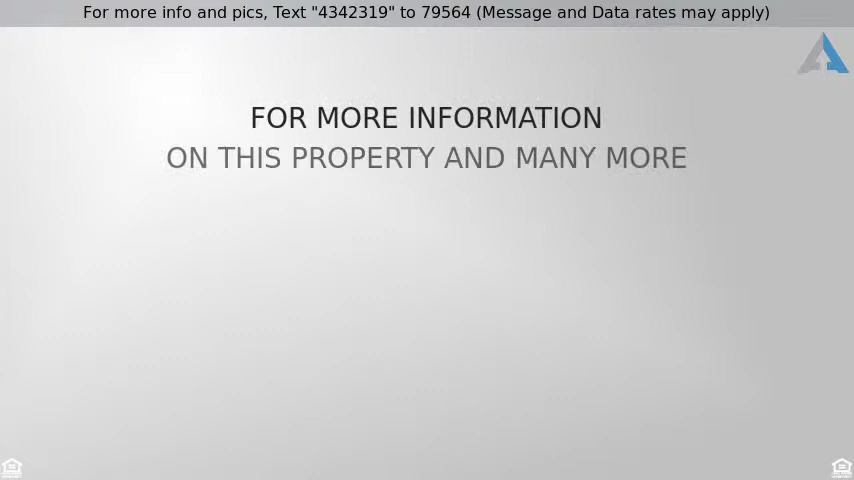 For more info and pics, Text "4342319" to 79564 (Message and Data rates may apply)
FOR MORE INFORMATION
ON THIS PROPERTY AND MANY MORE